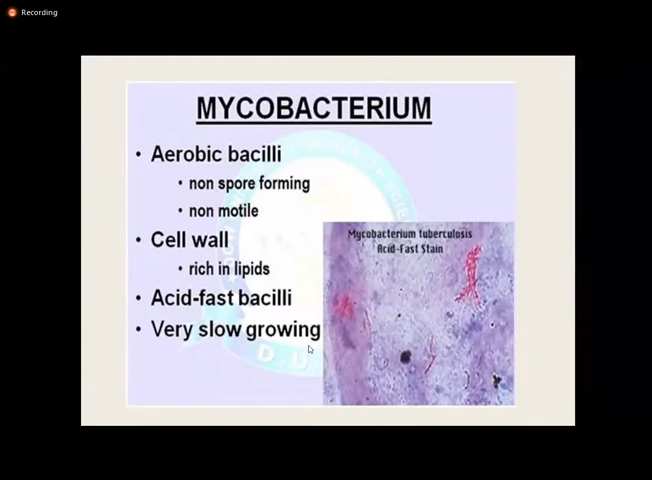 Recording
MYCOBACTERIUM
• Aerobic bacilli
• non spore forming
• non motile
• Cell wall
• rich in lipids
• Acid-fast bacilli
• Very slow growing
Mycobacterium tuberculosis
Acid-Fast Stain
D.U